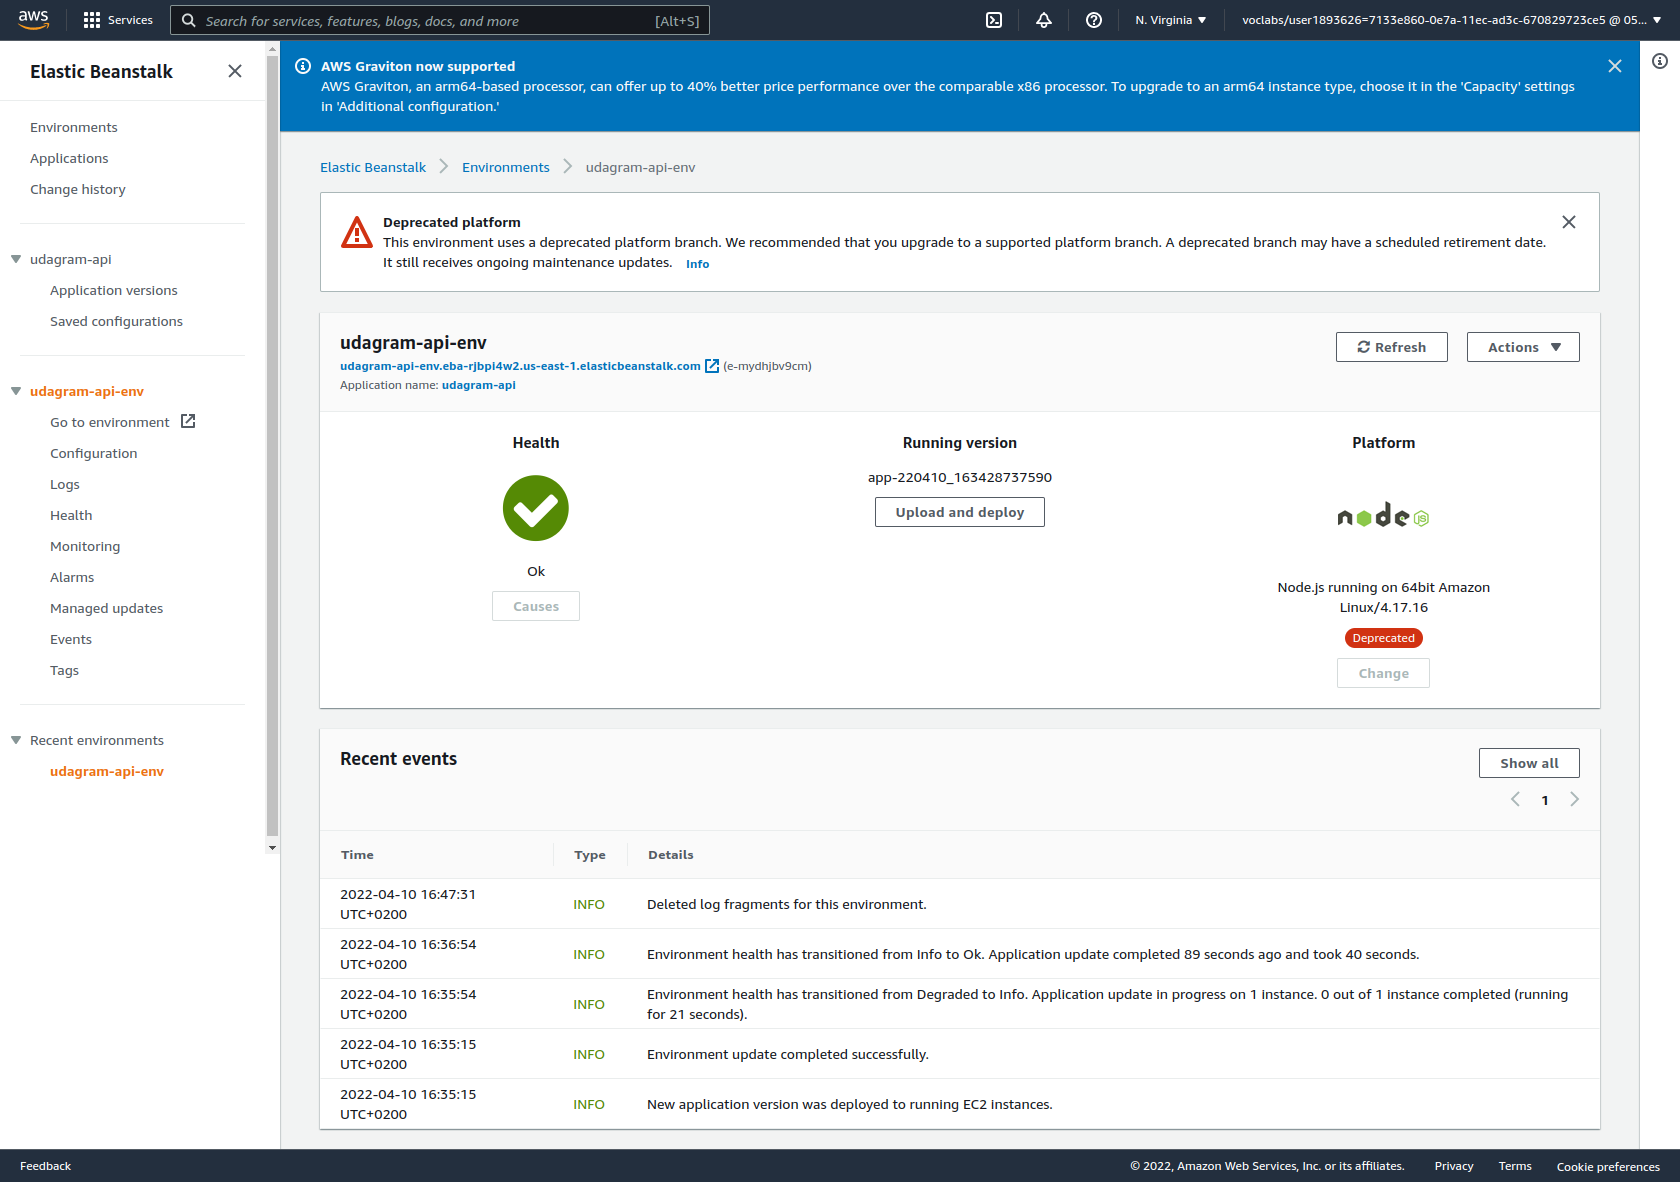 aws
Services
Search for services, features, blogs, docs, and more
[Alt+S]
N. Virginia
voclabs/user1893626=7133e860-0e7a-11ec-ad3c-670829723ce5 @ 05...
Elastic Beanstalk
Environments
Applications
Change history
udagram-api
Application versions
Saved configurations
udagram-api-env
Go to environment
Configuration
Logs
Health
Monitoring
Alarms
Managed updates
Events
Tags
Recent environments
udagram-api-env
AWS Graviton now supported
AWS Graviton, an arm64-based processor, can offer up to 40% better price performance over the comparable x86 processor. To upgrade to an arm64 instance type, choose it in the 'Capacity' settings
in 'Additional configuration.'
Elastic Beanstalk
Environments
udagram-api-env
Deprecated platform
This environment uses a deprecated platform branch. We recommended that you upgrade to a supported platform branch. A deprecated branch may have a scheduled retirement date.
It still receives ongoing maintenance updates. Info
udagram-api-env
udagram-api-env.eba-rjbpi4w2.us-east-1.elasticbeanstalk.com (e-mydhjbv9cm)
Application name: udagram-api
Refresh
Actions
Health
Ok
Causes
Running version
app-220410_163428737590
Upload and deploy
Platform
node JS
Node.js running on 64bit Amazon
Linux/4.17.16
Deprecated
Change
Recent events
Show all
1
Time
Type
Details
2022-04-10 16:47:31
UTC+0200
INFO
Deleted log fragments for this environment.
2022-04-10 16:36:54
UTC+0200
INFO
Environment health has transitioned from Info to Ok. Application update completed 89 seconds ago and took 40 seconds.
2022-04-10 16:35:54
UTC+0200
INFO
Environment health has transitioned from Degraded to Info. Application update in progress on 1 instance. 0 out of 1 instance completed (running
for 21 seconds).
2022-04-10 16:35:15
UTC+0200
INFO
Environment update completed successfully.
2022-04-10 16:35:15
UTC+0200
INFO
New application version was deployed to running EC2 instances.
Feedback
© 2022, Amazon Web Services, Inc. or its affiliates.
Privacy
Terms
Cookie preferences